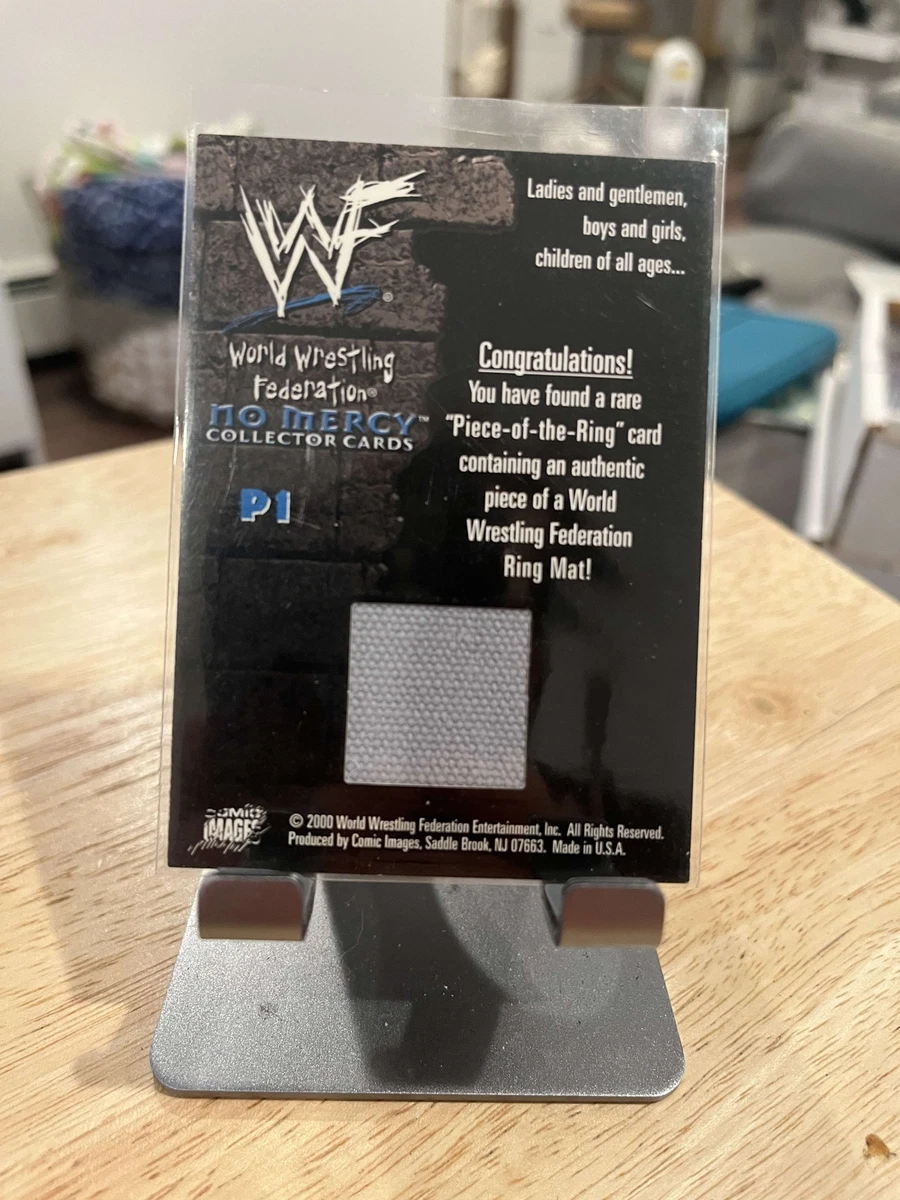 WF
®
World Wrestling
Federation®
NO MERCY™
COLLECTOR CARDS
P1
Ladies and gentlemen,
boys and girls,
children of all ages...
Congratulations!
You have found a rare
"Piece-of-the-Ring" card
containing an authentic
piece of a World
Wrestling Federation
Ring Mat!
COMIC
IMAGES
© 2000 World Wrestling Federation Entertainment, Inc. All Rights Reserved.
Produced by Comic Images, Saddle Brook, NJ 07663. Made in U.S.A.